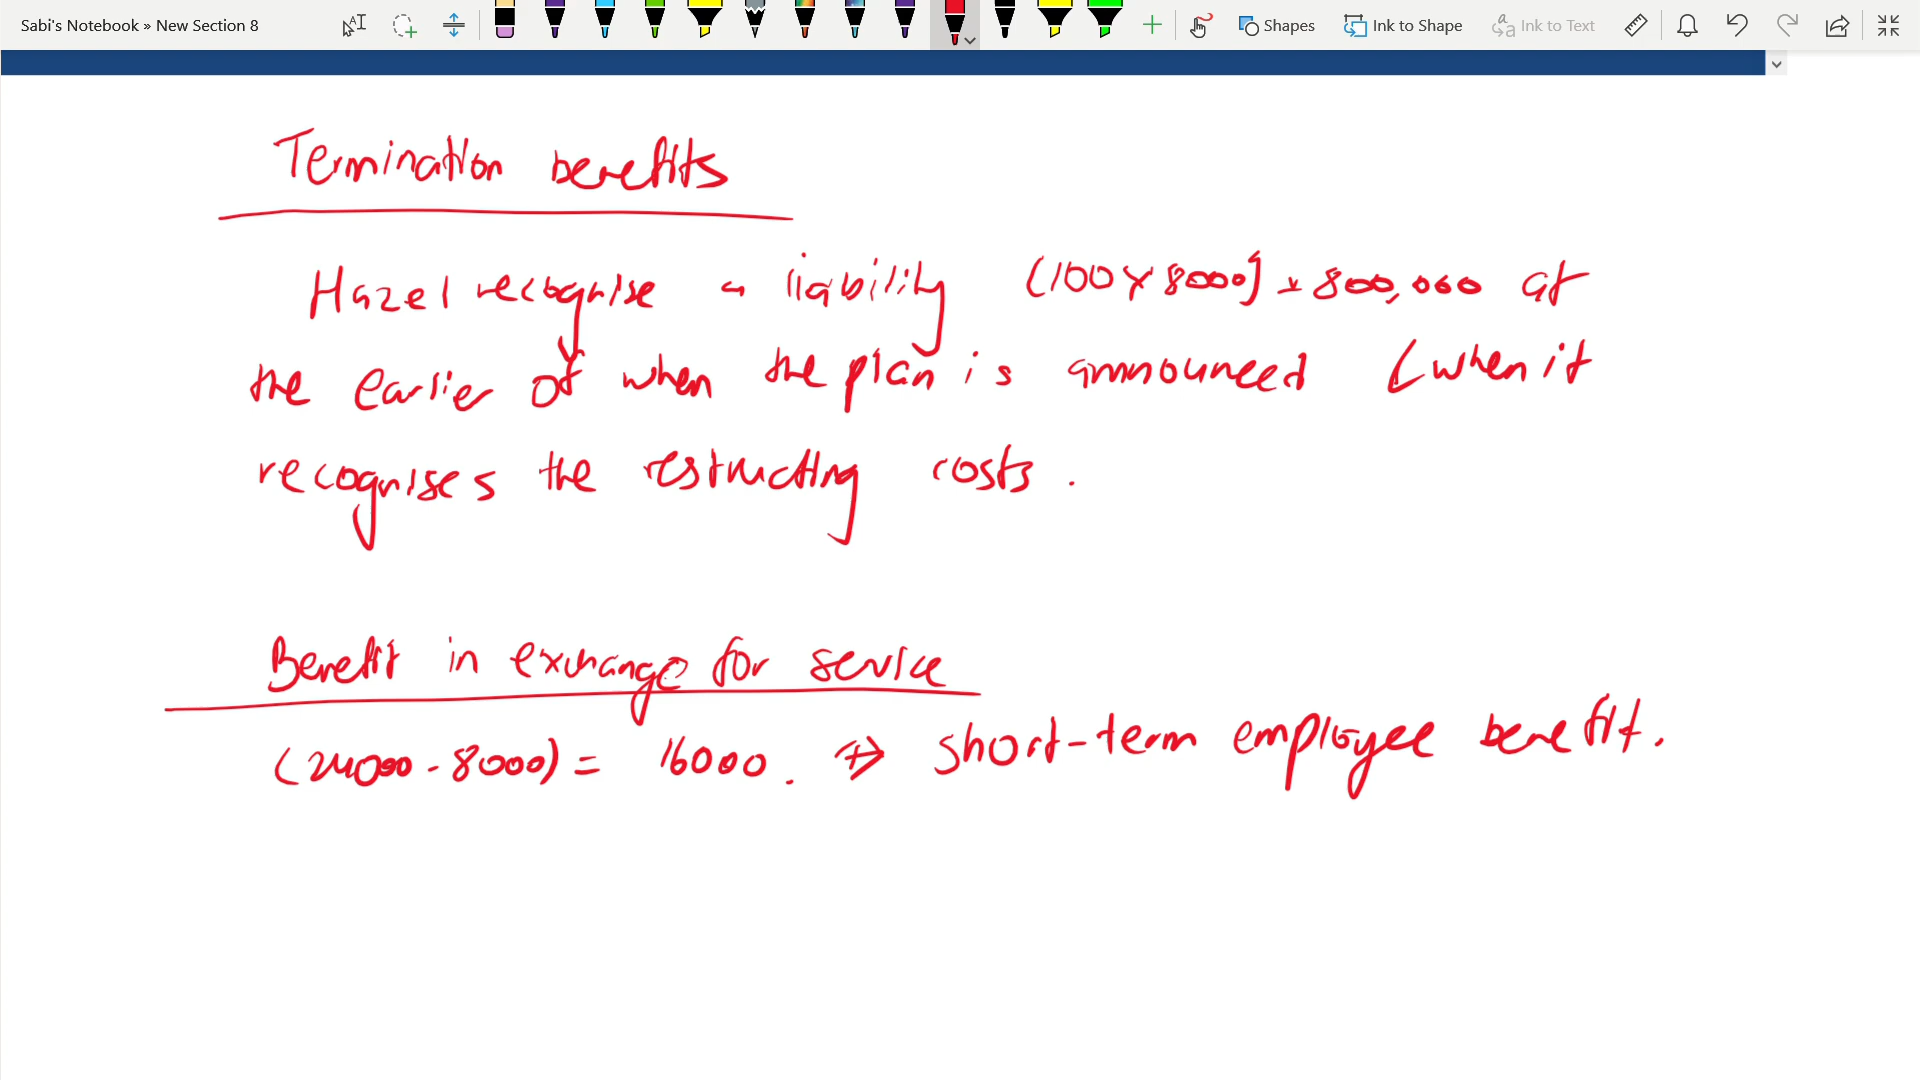 Sabi's Notebook » New Section 8
Shapes
Ink to Shape
Ink to Text
Termination benefits
Hazel recognise a liability (100 x 8000) = 800,000 at
the earlier of when the plan is announced (when it
recognises the restructing costs.
Benefit in exchange for service
(24000 - 8000) = 16000. => short-term employee benefit.